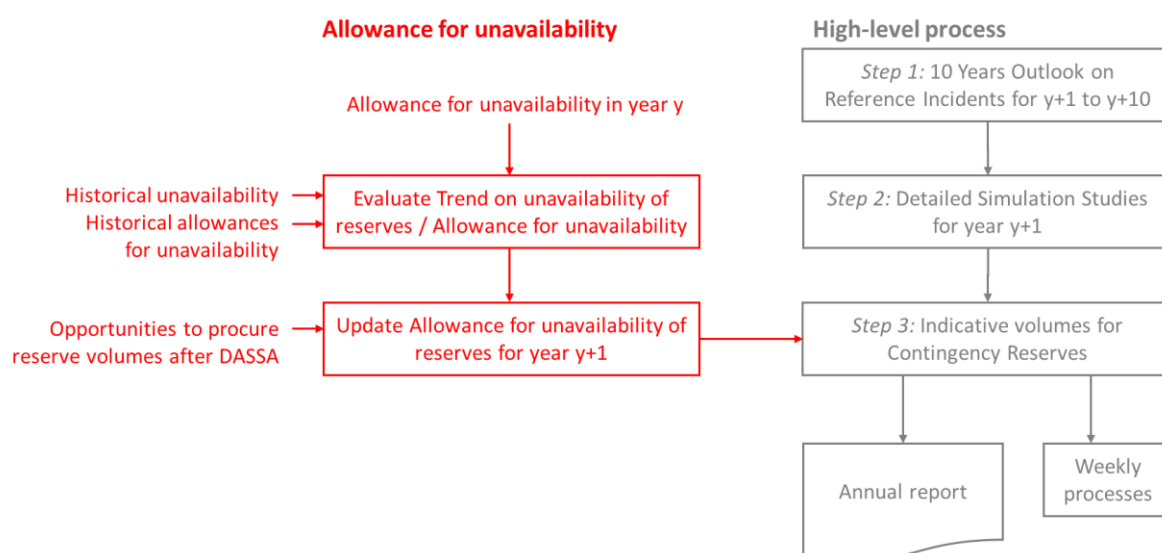 Allowance for unavailability
Allowance for unavailability in year y
Historical unavailability
Historical allowances
for unavailability
Evaluate Trend on unavailability of
reserves / Allowance for unavailability
Opportunities to procure
reserve volumes after DASSA
Update Allowance for unavailability of
reserves for year y+1
High-level process
Step 1: 10 Years Outlook on
Reference Incidents for y+1 to y+10
Step 2: Detailed Simulation Studies
for year y+1
Step 3: Indicative volumes for
Contingency Reserves
Annual report
Weekly
processes